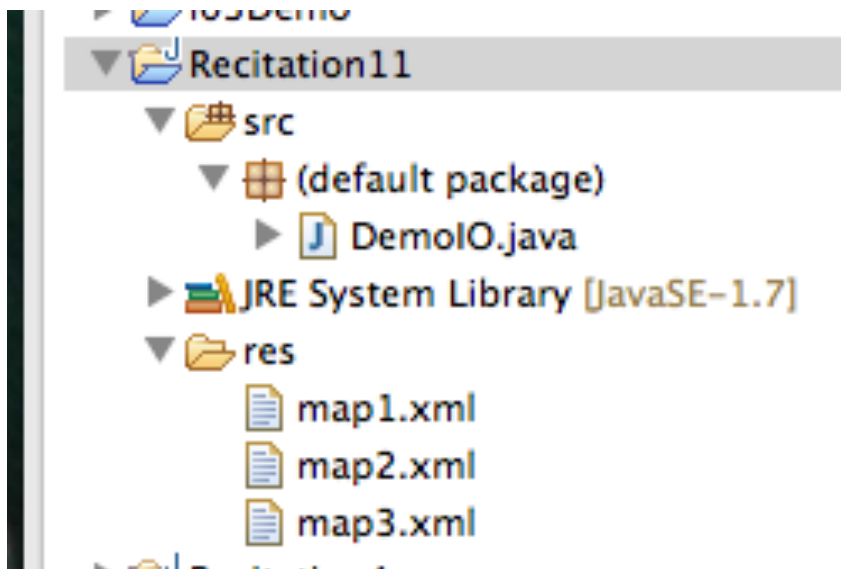 Recitation11
src
(default package)
DemoIO.java
JRE System Library [JavaSE-1.7]
res
map1.xml
map2.xml
map3.xml